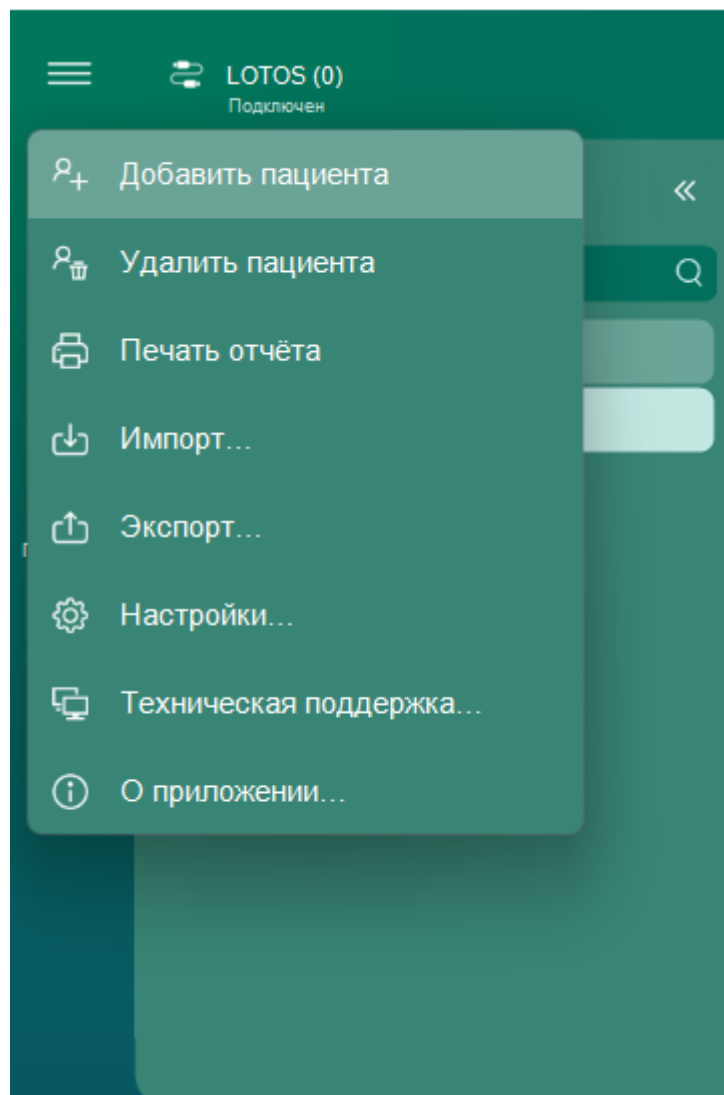 LOTOS (0)
Подключен
Добавить пациента
Удалить пациента
Печать отчёта
Импорт...
Экспорт...
Настройки...
Техническая поддержка...
О приложении...